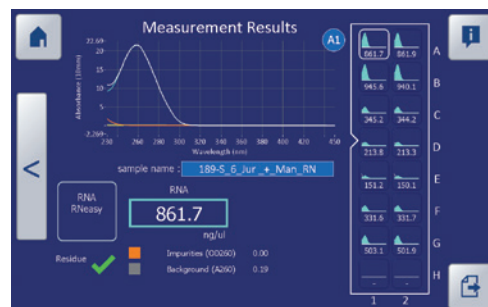 Measurement Results
A1
22.69
20
15
10
5
-2.269
Absorbance (10mm)
230 260 280 300 320 340 360 380 400 450
Wavelength (nm)
sample name : 189-S_6_Jur_+_Man_RN
RNA
RNeasy
RNA
861.7
ng/ul
Residue
Impurities (OD260) 0.00
Background (A260) 0.19
861.7 861.9 A
945.6 940.1 B
345.2 344.2 C
213.8 213.3 D
151.2 150.1 E
331.6 331.7 F
503.1 501.9 G
- - H
1 2
i
<